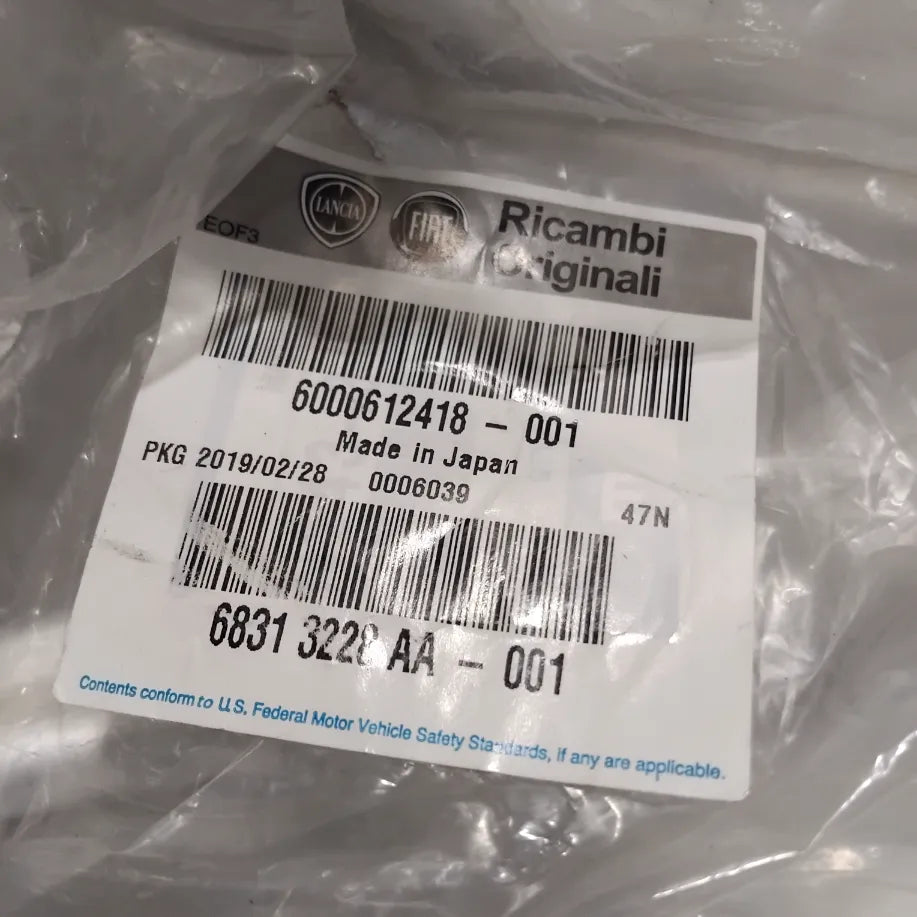 EOF3
LANCIA
FIAT
Ricambi
Originali
6000612418 - 001
Made in Japan
PKG 2019/02/28 0006039 47N
6831 3228 AA - 001
Contents conform to U.S. Federal Motor Vehicle Safety Standards, if any are applicable.